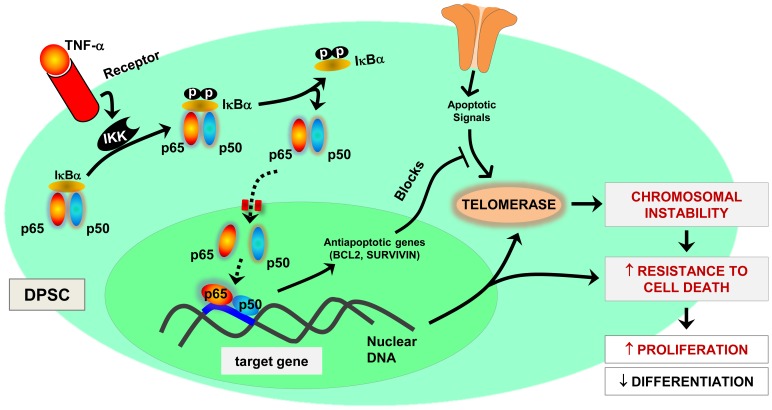 TNF-α
Receptor
IKK
IκBα
p65
p50
P P
IκBα
p65
p50
P P
IκBα
p65
p50
p65
p50
p65
p50
target gene
Nuclear
DNA
DPSC
Antiapoptotic genes
(BCL2, SURVIVIN)
Blocks
Apoptotic
Signals
TELOMERASE
CHROMOSOMAL
INSTABILITY
↑ RESISTANCE TO
CELL DEATH
↑ PROLIFERATION
↓ DIFFERENTIATION